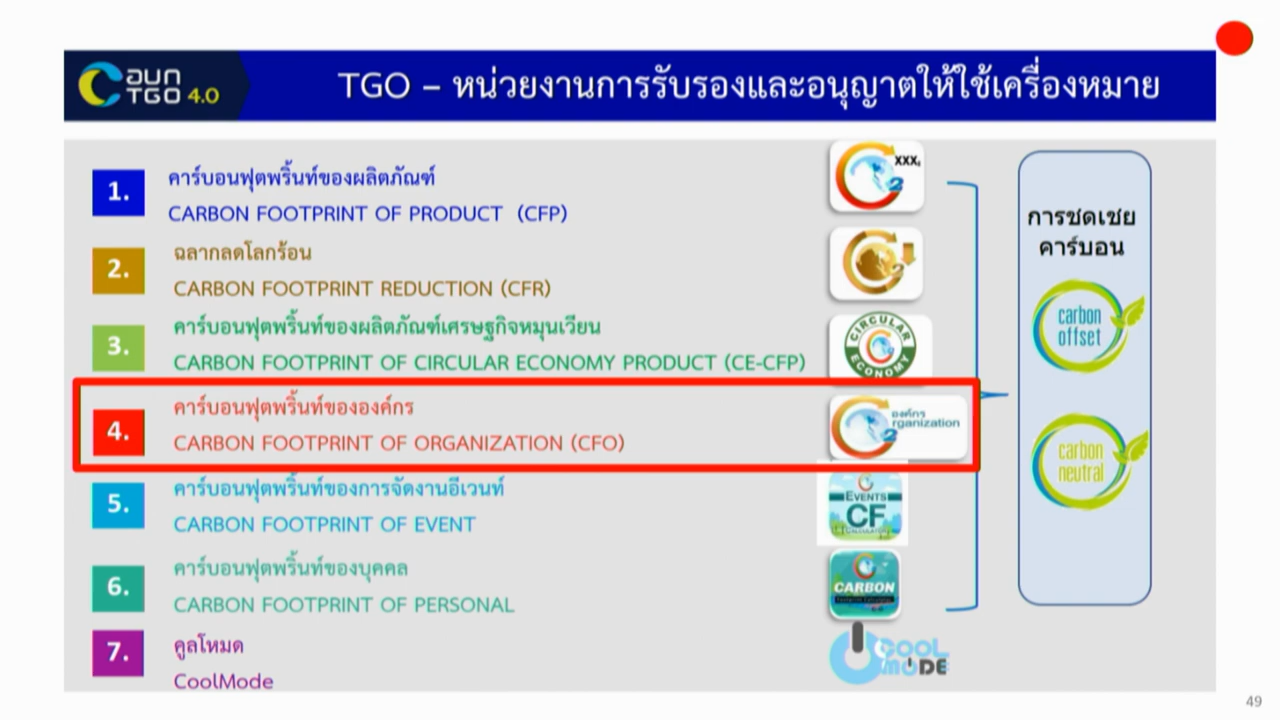 อบก
TGO 4.0
TGO – หน่วยงานการรับรองและอนุญาตให้ใช้เครื่องหมาย
1.
คาร์บอนฟุตพริ้นท์ของผลิตภัณฑ์
CARBON FOOTPRINT OF PRODUCT (CFP)
XXX
2
2.
ฉลากลดโลกร้อน
CARBON FOOTPRINT REDUCTION (CFR)
2
3.
คาร์บอนฟุตพริ้นท์ของผลิตภัณฑ์เศรษฐกิจหมุนเวียน
CARBON FOOTPRINT OF CIRCULAR ECONOMY PRODUCT (CE-CFP)
CIRCULAR
ECONOMY
4.
คาร์บอนฟุตพริ้นท์ขององค์กร
CARBON FOOTPRINT OF ORGANIZATION (CFO)
2
องค์กร
rganization
5.
คาร์บอนฟุตพริ้นท์ของการจัดงานอีเวนท์
CARBON FOOTPRINT OF EVENT
EVENTS
CF
6.
คาร์บอนฟุตพริ้นท์ของบุคคล
CARBON FOOTPRINT OF PERSONAL
CARBON
7.
คูลโหมด
CoolMode
COOL
MODE
การชดเชย
คาร์บอน
carbon
offset
carbon
neutral
49